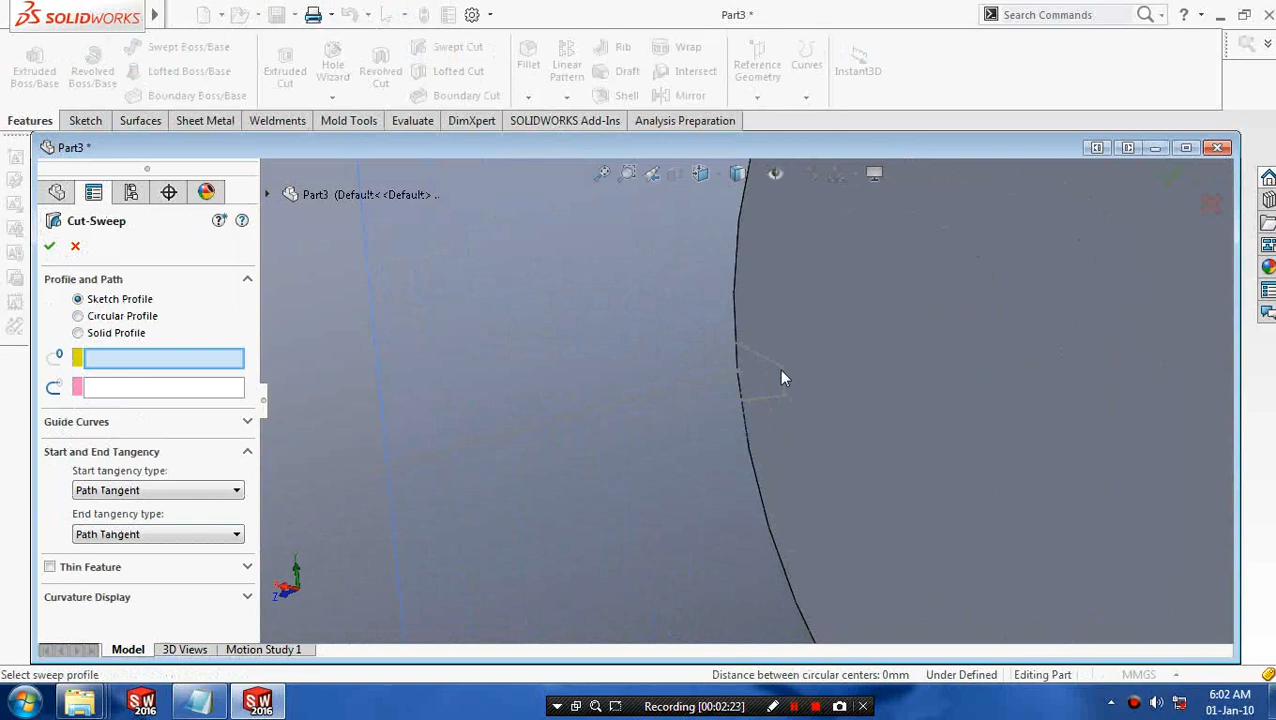 SOLIDWORKS
Part3 *
Search Commands
?
Extruded Boss/Base
Revolved Boss/Base
Swept Boss/Base
Lofted Boss/Base
Boundary Boss/Base
Extruded Cut
Hole Wizard
Revolved Cut
Swept Cut
Lofted Cut
Boundary Cut
Fillet
Linear Pattern
Rib
Draft
Shell
Wrap
Intersect
Mirror
Reference Geometry
Curves
Instant3D
Features
Sketch
Surfaces
Sheet Metal
Weldments
Mold Tools
Evaluate
DimXpert
SOLIDWORKS Add-Ins
Analysis Preparation
Part3 *
Part3 (Default< <Default> ..
Cut-Sweep
Profile and Path
Sketch Profile
Circular Profile
Solid Profile
Guide Curves
Start and End Tangency
Start tangency type:
Path Tangent
End tangency type:
Path Tangent
Thin Feature
Curvature Display
Y
Z
Model
3D Views
Motion Study 1
Select sweep profile
Distance between circular centers: 0mm
Under Defined
Editing Part
MMGS
SW 2016
SW 2016
Recording [00:02:23]
6:02 AM
01-Jan-10